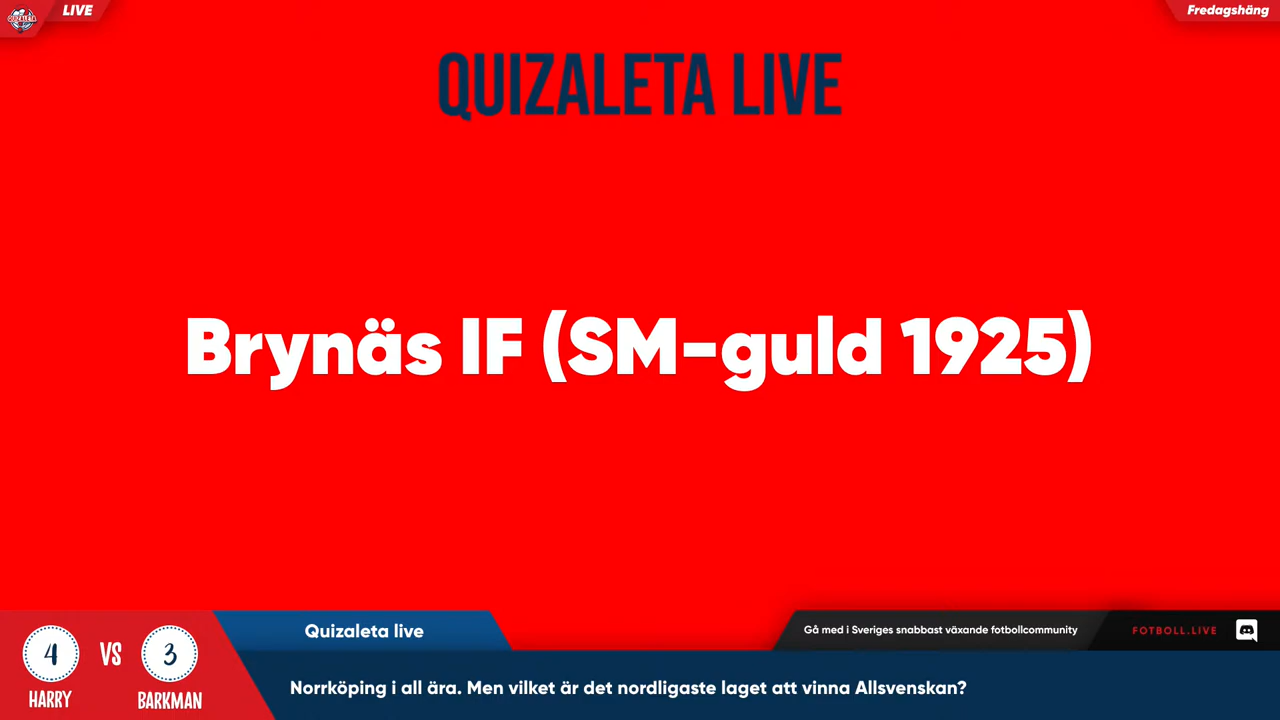 QUIZALETA
LIVE
Fredagshäng
QUIZALETA LIVE
Brynäs IF (SM-guld 1925)
4 VS 3
HARRY BARKMAN
Quizaleta live
Gå med i Sveriges snabbast växande fotbollcommunity
FOTBOLL.LIVE
Norrköping i all ära. Men vilket är det nordligaste laget att vinna Allsvenskan?